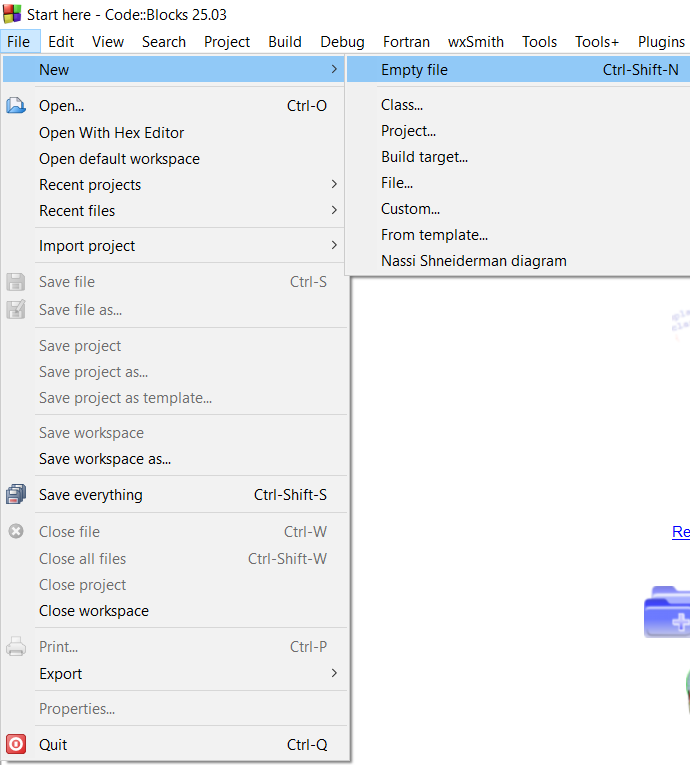 Start here - Code::Blocks 25.03
File Edit View Search Project Build Debug Fortran wxSmith Tools Tools+ Plugins
New
Empty file Ctrl-Shift-N
Class...
Project...
Build target...
File...
Custom...
From template...
Nassi Shneiderman diagram
Open... Ctrl-O
Open With Hex Editor
Open default workspace
Recent projects
Recent files
Import project
Save file Ctrl-S
Save file as...
Save project
Save project as...
Save project as template...
Save workspace
Save workspace as...
Save everything Ctrl-Shift-S
Close file Ctrl-W
Close all files Ctrl-Shift-W
Close project
Close workspace
Print... Ctrl-P
Export
Properties...
Quit Ctrl-Q
Re